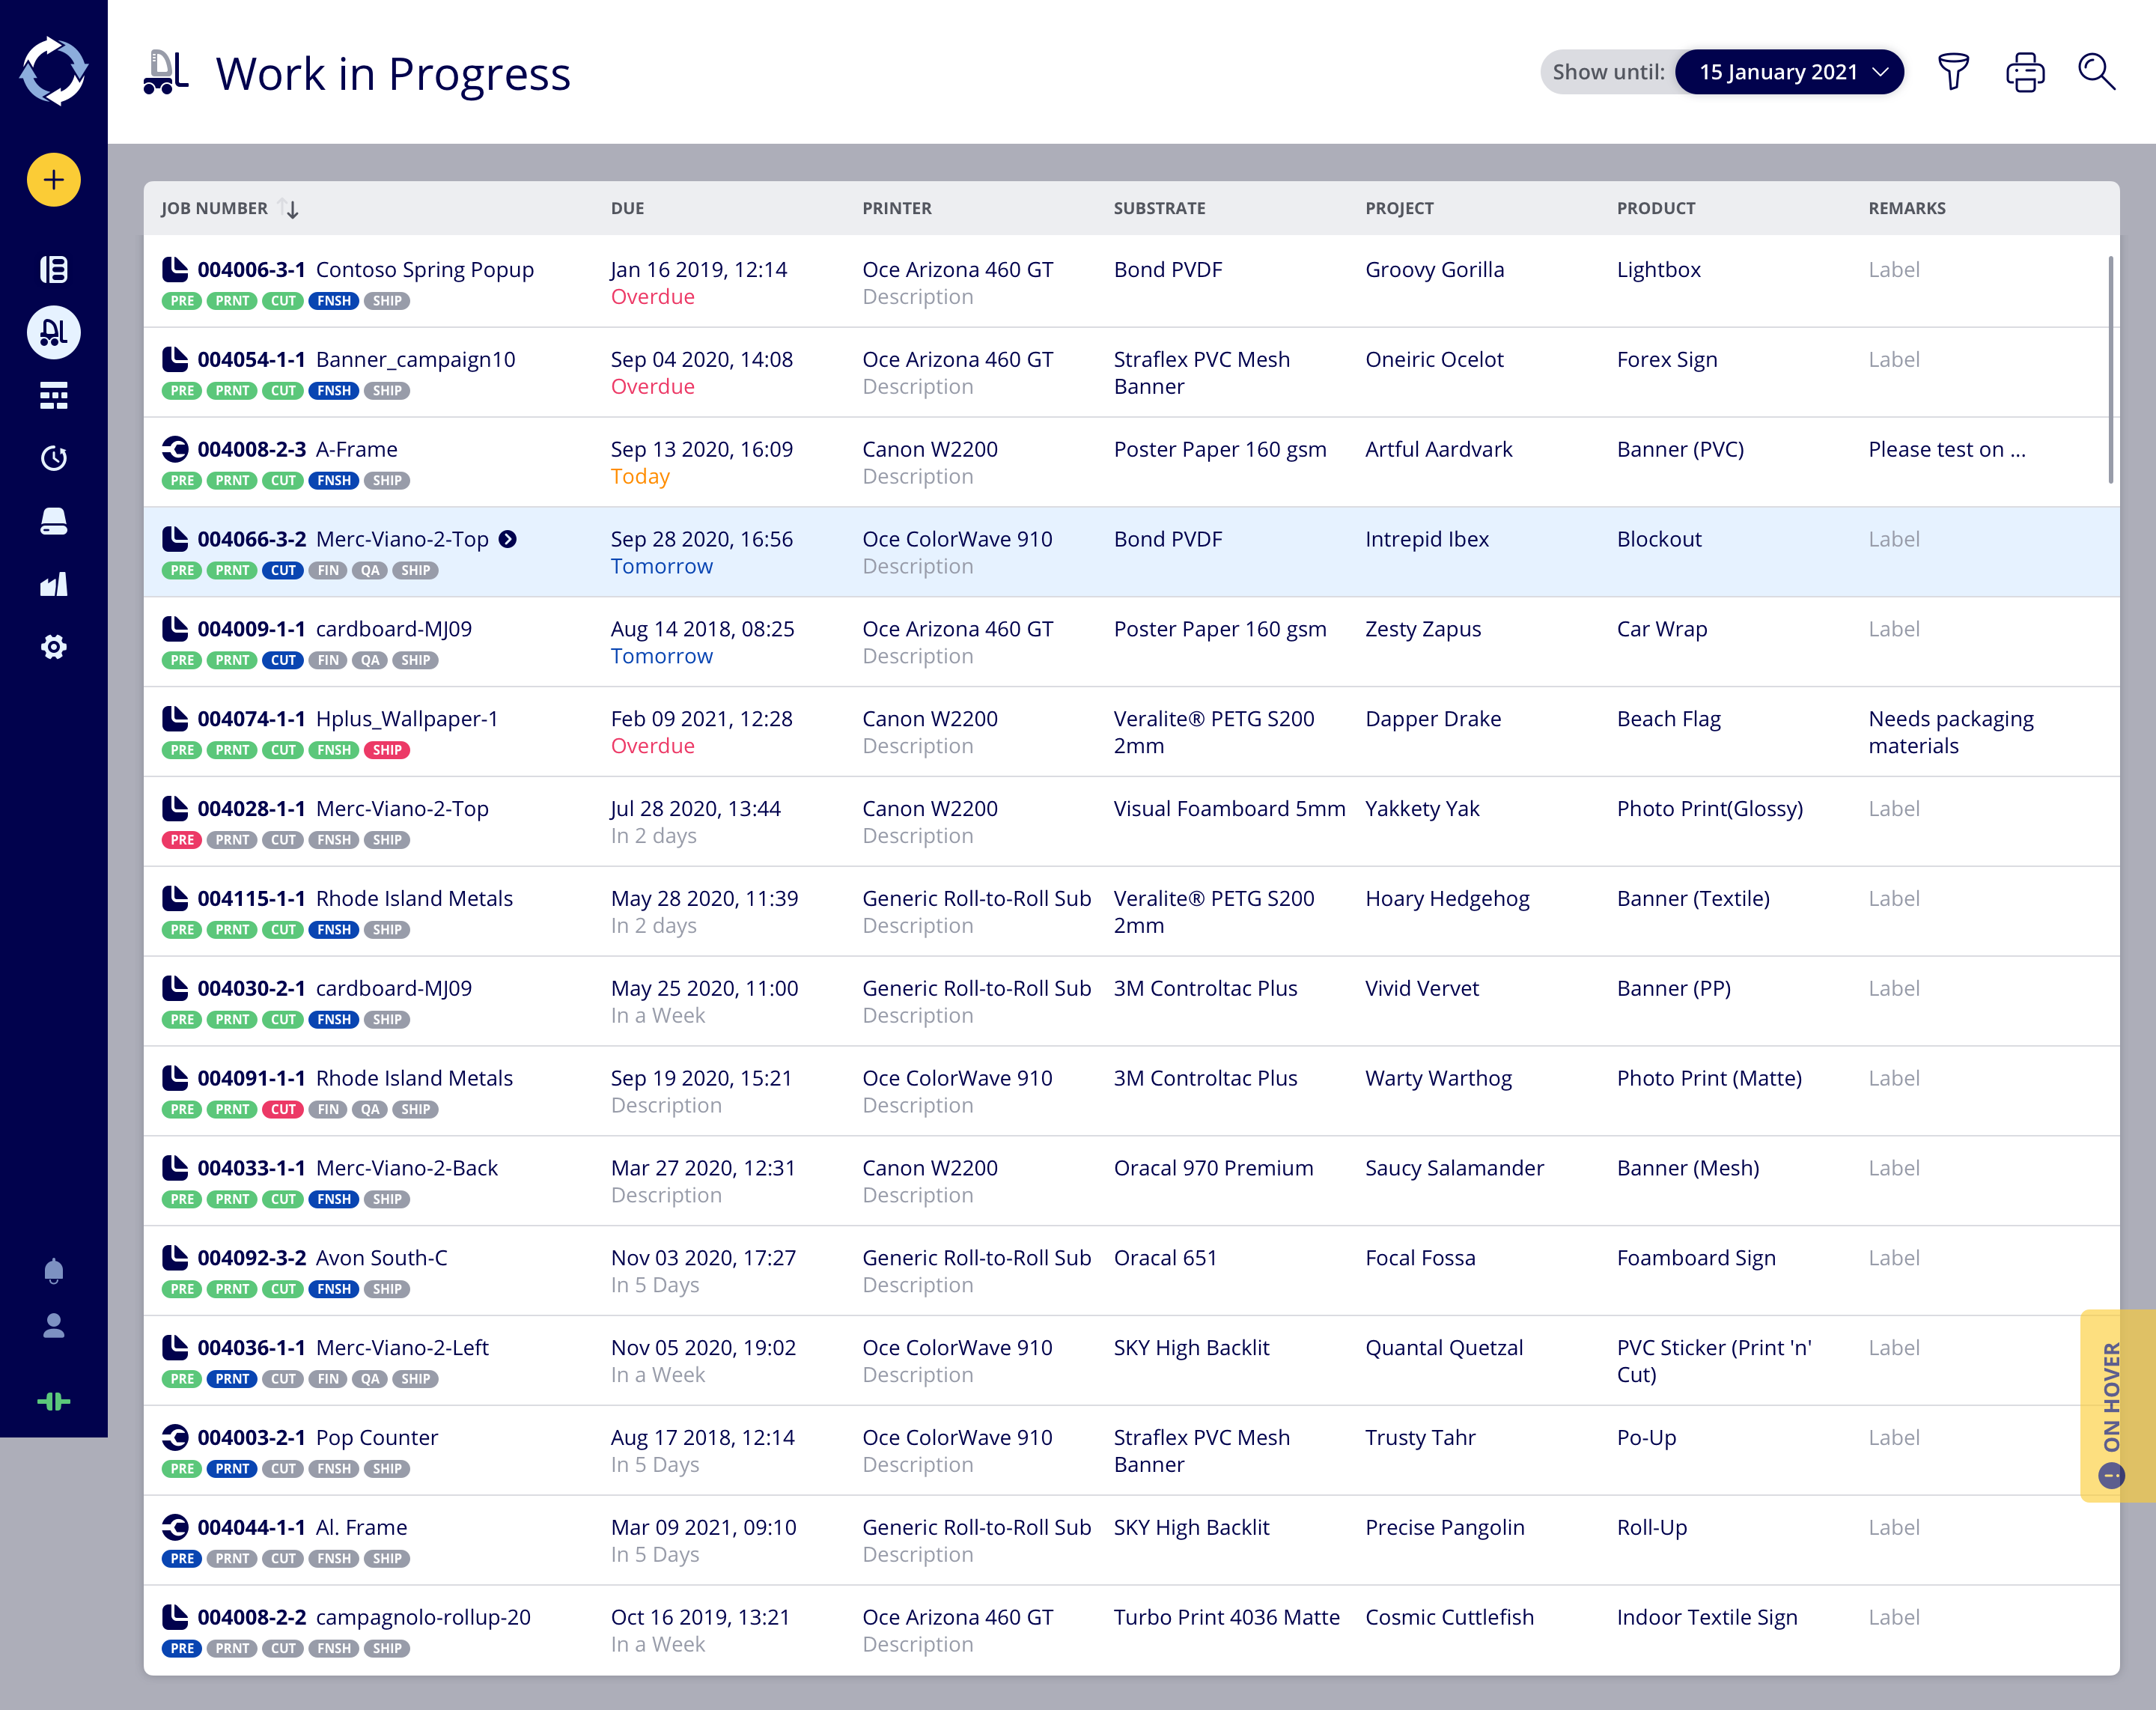 Work in Progress
Show until: 15 January 2021
JOB NUMBER DUE PRINTER SUBSTRATE PROJECT PRODUCT REMARKS
004006-3-1 Contoso Spring Popup Jan 16 2019, 12:14 Oce Arizona 460 GT Bond PVDF Groovy Gorilla Lightbox Label
PRE PRNT CUT FNSH SHIP Overdue Description
004054-1-1 Banner_campaign10 Sep 04 2020, 14:08 Oce Arizona 460 GT Straflex PVC Mesh Oneiric Ocelot Forex Sign Label
PRE PRNT CUT FNSH SHIP Overdue Description Banner
004008-2-3 A-Frame Sep 13 2020, 16:09 Canon W2200 Poster Paper 160 gsm Artful Aardvark Banner (PVC) Please test on ...
PRE PRNT CUT FNSH SHIP Today Description
004066-3-2 Merc-Viano-2-Top Sep 28 2020, 16:56 Oce ColorWave 910 Bond PVDF Intrepid Ibex Blockout Label
PRE PRNT CUT FIN QA SHIP Tomorrow Description
004009-1-1 cardboard-MJ09 Aug 14 2018, 08:25 Oce Arizona 460 GT Poster Paper 160 gsm Zesty Zapus Car Wrap Label
PRE PRNT CUT FIN QA SHIP Tomorrow Description
004074-1-1 Hplus_Wallpaper-1 Feb 09 2021, 12:28 Canon W2200 Veralite® PETG S200 Dapper Drake Beach Flag Needs packaging
PRE PRNT CUT FNSH SHIP Overdue Description 2mm materials
004028-1-1 Merc-Viano-2-Top Jul 28 2020, 13:44 Canon W2200 Visual Foamboard 5mm Yakkety Yak Photo Print(Glossy) Label
PRE PRNT CUT FNSH SHIP In 2 days Description
004115-1-1 Rhode Island Metals May 28 2020, 11:39 Generic Roll-to-Roll Sub Veralite® PETG S200 Hoary Hedgehog Banner (Textile) Label
PRE PRNT CUT FNSH SHIP In 2 days Description 2mm
004030-2-1 cardboard-MJ09 May 25 2020, 11:00 Generic Roll-to-Roll Sub 3M Controltac Plus Vivid Vervet Banner (PP) Label
PRE PRNT CUT FNSH SHIP In a Week Description
004091-1-1 Rhode Island Metals Sep 19 2020, 15:21 Oce ColorWave 910 3M Controltac Plus Warty Warthog Photo Print (Matte) Label
PRE PRNT CUT FIN QA SHIP Description Description
004033-1-1 Merc-Viano-2-Back Mar 27 2020, 12:31 Canon W2200 Oracal 970 Premium Saucy Salamander Banner (Mesh) Label
PRE PRNT CUT FNSH SHIP Description Description
004092-3-2 Avon South-C Nov 03 2020, 17:27 Generic Roll-to-Roll Sub Oracal 651 Focal Fossa Foamboard Sign Label
PRE PRNT CUT FNSH SHIP In 5 Days Description
004036-1-1 Merc-Viano-2-Left Nov 05 2020, 19:02 Oce ColorWave 910 SKY High Backlit Quantal Quetzal PVC Sticker (Print 'n' Label
PRE PRNT CUT FIN QA SHIP In a Week Description Cut)
ON HOVER
004003-2-1 Pop Counter Aug 17 2018, 12:14 Oce ColorWave 910 Straflex PVC Mesh Trusty Tahr Po-Up Label
PRE PRNT CUT FNSH SHIP In 5 Days Description Banner
004044-1-1 Al. Frame Mar 09 2021, 09:10 Generic Roll-to-Roll Sub SKY High Backlit Precise Pangolin Roll-Up Label
PRE PRNT CUT FNSH SHIP In 5 Days Description
004008-2-2 campagnolo-rollup-20 Oct 16 2019, 13:21 Oce Arizona 460 GT Turbo Print 4036 Matte Cosmic Cuttlefish Indoor Textile Sign Label
PRE PRNT CUT FNSH SHIP In a Week Description